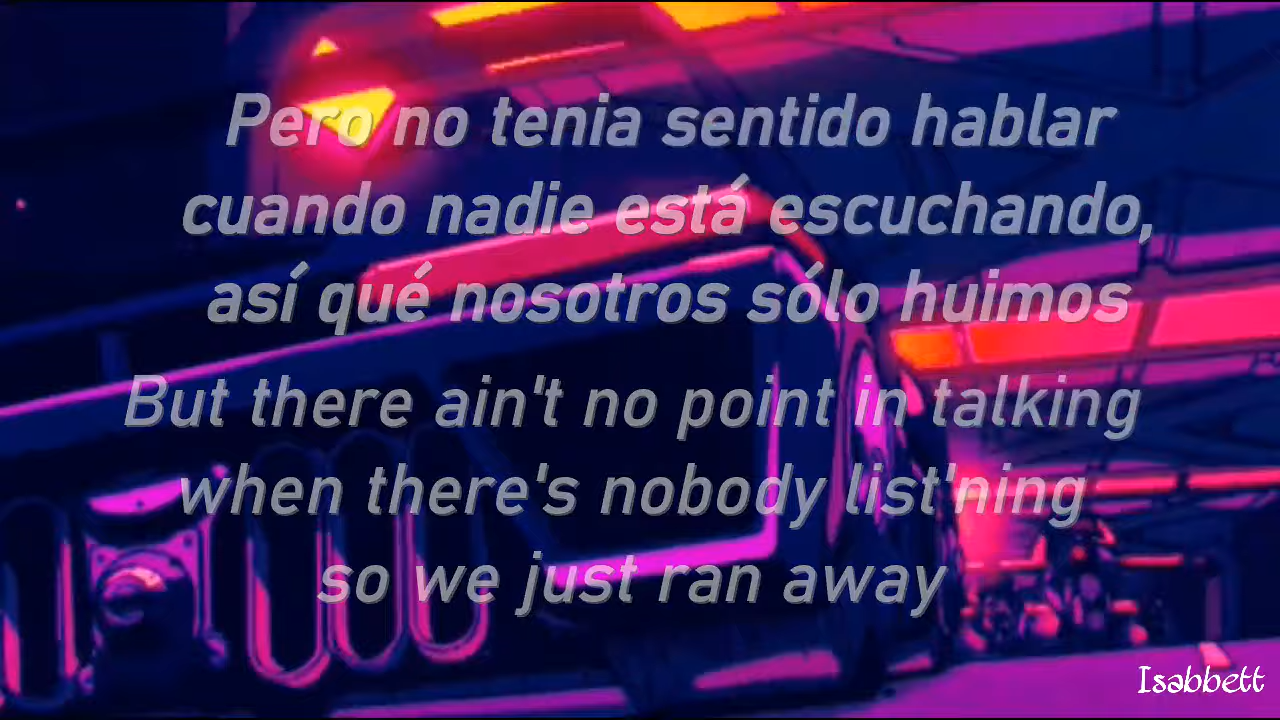 Pero no tenia sentido hablar
cuando nadie está escuchando,
así qué nosotros sólo huimos
But there ain't no point in talking
when there's nobody list'ning
so we just ran away
Isabbett